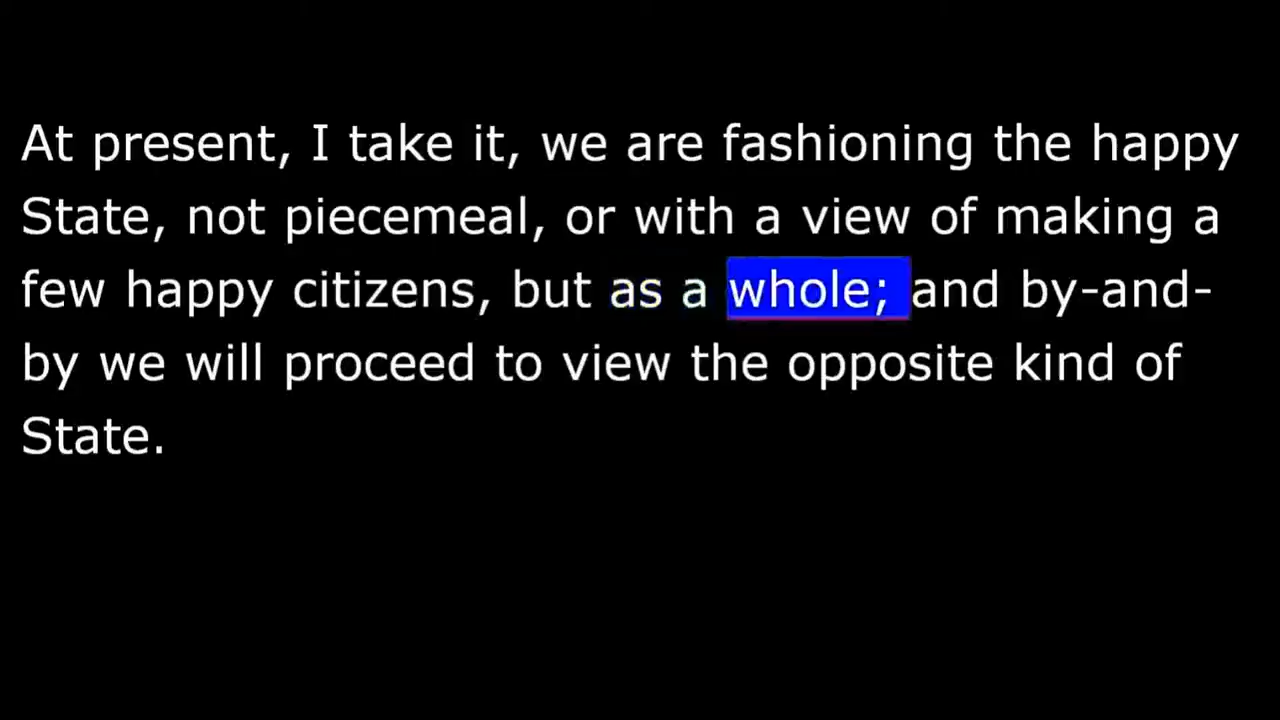 At present, I take it, we are fashioning the happy
State, not piecemeal, or with a view of making a
few happy citizens, but as a whole; and by-and-
by we will proceed to view the opposite kind of
State.